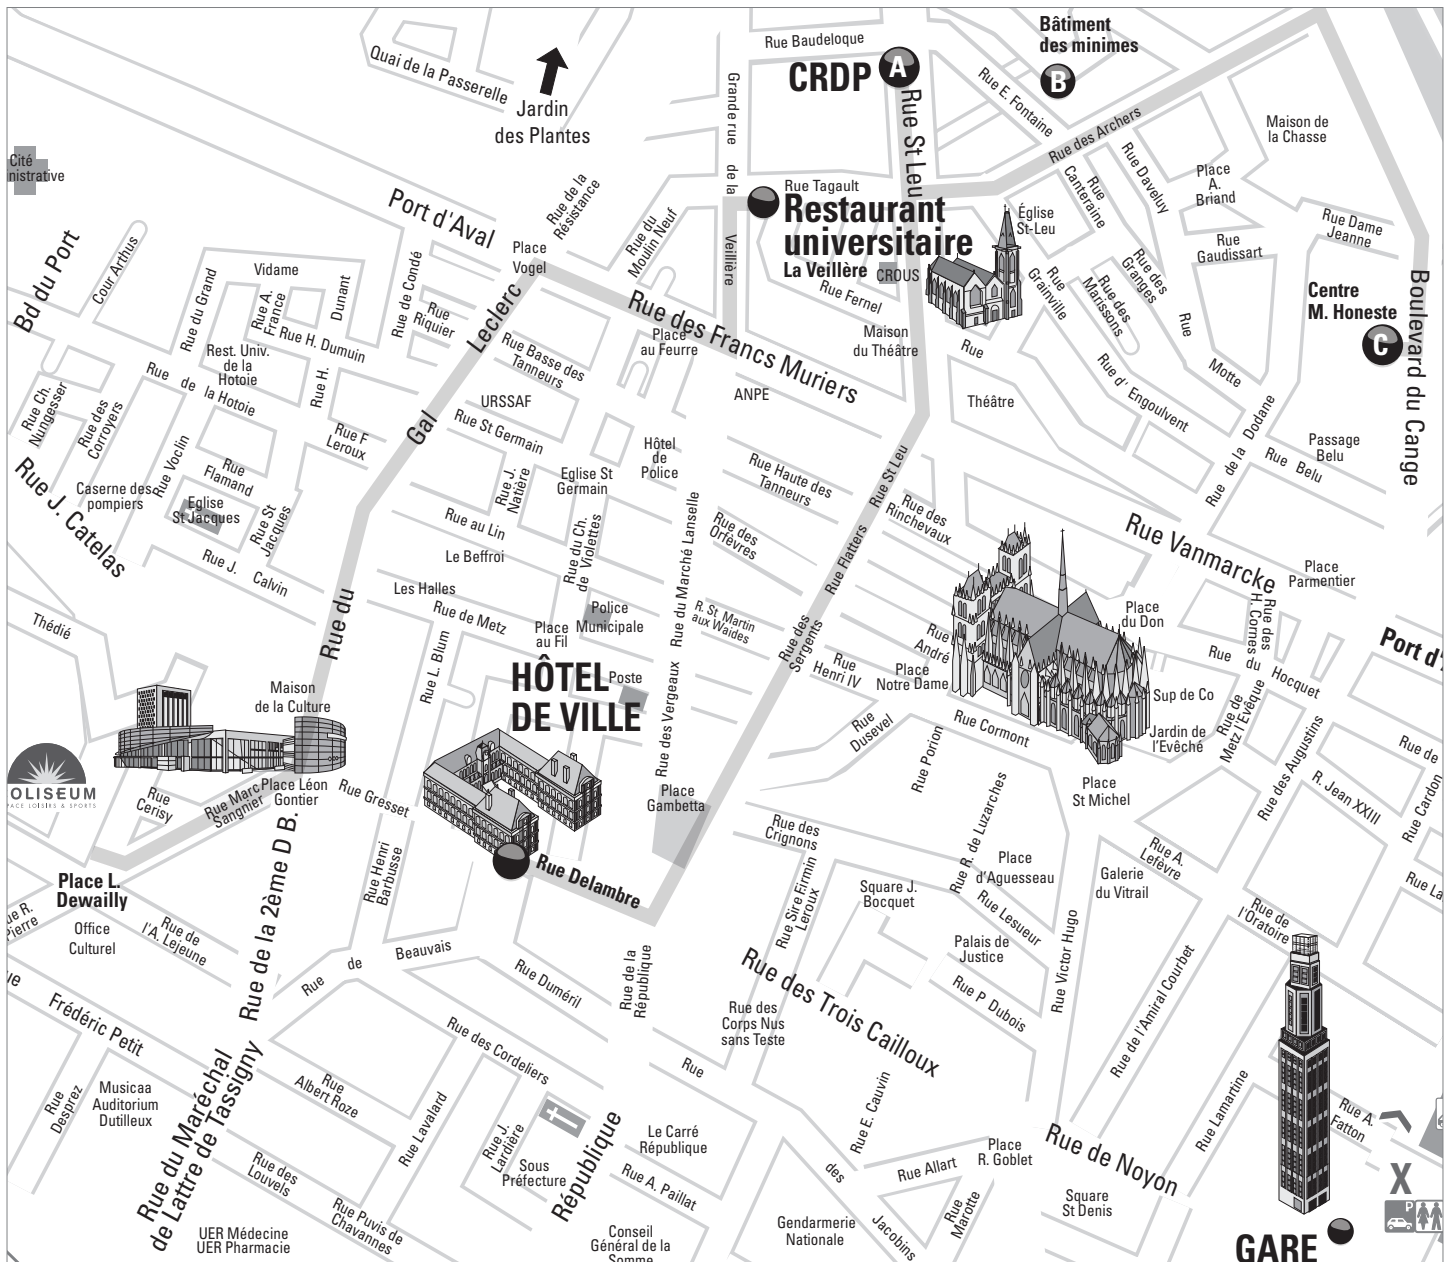 Quai de la Passerelle
Jardin
des Plantes
Rue Baudeloque
CRDP
A
Bâtiment
des minimes
B
Rue E. Fontaine
Rue des Archers
Maison de
la Chasse
Cité
Grande rue de la Veillière
Rue St Leu
Rue Tagault
Restaurant
universitaire
La Veillère
CROUS
Rue Fernel
Église
St-Leu
Rue
Canteraine
Rue Daveluy
Place
A.
Briand
Rue Dame
Jeanne
Rue
Gaudissart
Rue des
Granges
Rue des
Marissons
Rue
Grainville
Centre
M. Honeste
C
Boulevard du Cange
Port d'Aval
Rue de la
Résistance
Place
Vogel
Rue du
Moulin Neuf
Bd du Port
Cour Arthus
Rue du Grand
Vidame
Rue A.
France
Dunant
Rue H. Dumuin
Rue H.
Rue de Condé
Rue
Riquier
Rest. Univ.
de la
Hotoie
Rue de la Hotoie
Rue Basse des
Tanneurs
Rue des Francs Muriers
Place
au Feurre
ANPE
Maison
du Théâtre
Rue
Motte
Rue
Théâtre
Rue d' Engoulvent
Rue de la Dodane
Passage
Belu
Rue Belu
Rue Ch.
Nungesser
Rue des
Corroyers
Rue Voclin
Rue
Flamand
Rue F
Leroux
URSSAF
Rue St Germain
Rue J.
Natière
Eglise St
Germain
Hôtel
de
Police
Rue Haute des
Tanneurs
Rue St Leu
Rue des
Rinchevaux
Rue J. Catelas
Caserne des
pompiers
Eglise
St Jacques
Rue St
Jacques
Rue J. Calvin
Rue au Lin
Le Beffroi
Rue du Ch.
de Violettes
Rue du Marché Lanselle
Rue des
Orfèvres
Rue Flatters
Rue Vanmarcke
Place
Parmentier
Rue du Gal Leclerc
Les Halles
Rue de Metz
Place
au Fil
Police
Municipale
R. St Martin
aux Waides
Rue des
Sergents
Rue
Henri IV
Rue
André
Place
Notre Dame
Place
du Don
Rue des
H. Cornes
Rue du Hocquet
Thédié
Rue L. Blum
Maison
de la Culture
HÔTEL
DE VILLE
Poste
Rue des Vergeaux
Rue
Dusevel
Rue Porion
Rue Cormont
Sup de Co
Jardin de
l'Evêché
Rue de
Metz l'Evêque
Place
St Michel
Rue des Augustins
Rue de
R. Jean XXIII
Rue Cardon
Rue
Cerisy
Rue Marc
Sangnier
Place Léon
Gontier
Rue Gresset
Place
Gambetta
Rue des
Crignons
Rue Sire Firmin
Leroux
Rue R. de Luzarches
Place
d'Aguesseau
Rue A.
Lefèvre
Galerie
du Vitrail
Rue La
Place L.
Dewailly
Rue Henri
Barbusse
Rue Delambre
Square J.
Bocquet
Rue Lesueur
Palais de
Justice
Rue P. Dubois
Rue Victor Hugo
Rue de
l'Oratoire
Office
Culturel
Rue de
l'A. Lejeune
Rue de la 2ème D B.
Rue de Beauvais
Rue Duméril
Rue de la
République
Rue des Trois Cailloux
Rue des
Corps Nus
sans Teste
Rue de l'Amiral Courbet
Frédéric Petit
Rue
Desprez
Musicaa
Auditorium
Dutilleux
Rue du Maréchal
de Lattre de Tassigny
Rue
Albert Roze
Rue Lavalard
Rue des Cordeliers
Rue J.
Lardière
Sous
Préfecture
République
Le Carré
République
Rue A. Paillat
Rue
des
Jacobins
Rue E. Cauvin
Rue Allart
Place
R. Goblet
Rue
Marotte
Rue de Noyon
Square
St Denis
Rue Lamartine
Rue A.
Fatton
Rue des
Louvels
Rue Puvis de
Chavannes
UER Médecine
UER Pharmacie
Conseil
Général de la
Somme
Gendarmerie
Nationale
X
P
GARE